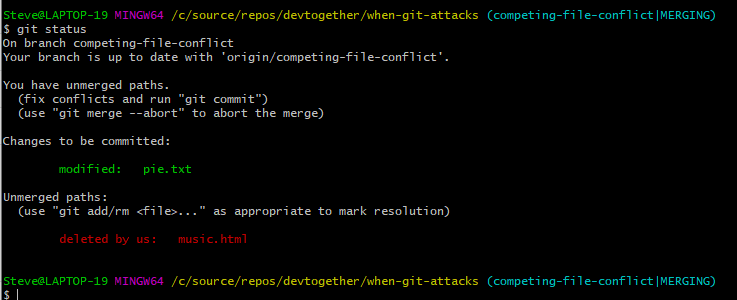 Steve@LAPTOP-19 MINGW64 /c/source/repos/devtogether/when-git-attacks (competing-file-conflict|MERGING)
$ git status
On branch competing-file-conflict
Your branch is up to date with 'origin/competing-file-conflict'.
You have unmerged paths.
(fix conflicts and run "git commit")
(use "git merge --abort" to abort the merge)
Changes to be committed:
modified: pie.txt
Unmerged paths:
(use "git add/rm <file>..." as appropriate to mark resolution)
deleted by us: music.html
Steve@LAPTOP-19 MINGW64 /c/source/repos/devtogether/when-git-attacks (competing-file-conflict|MERGING)
$